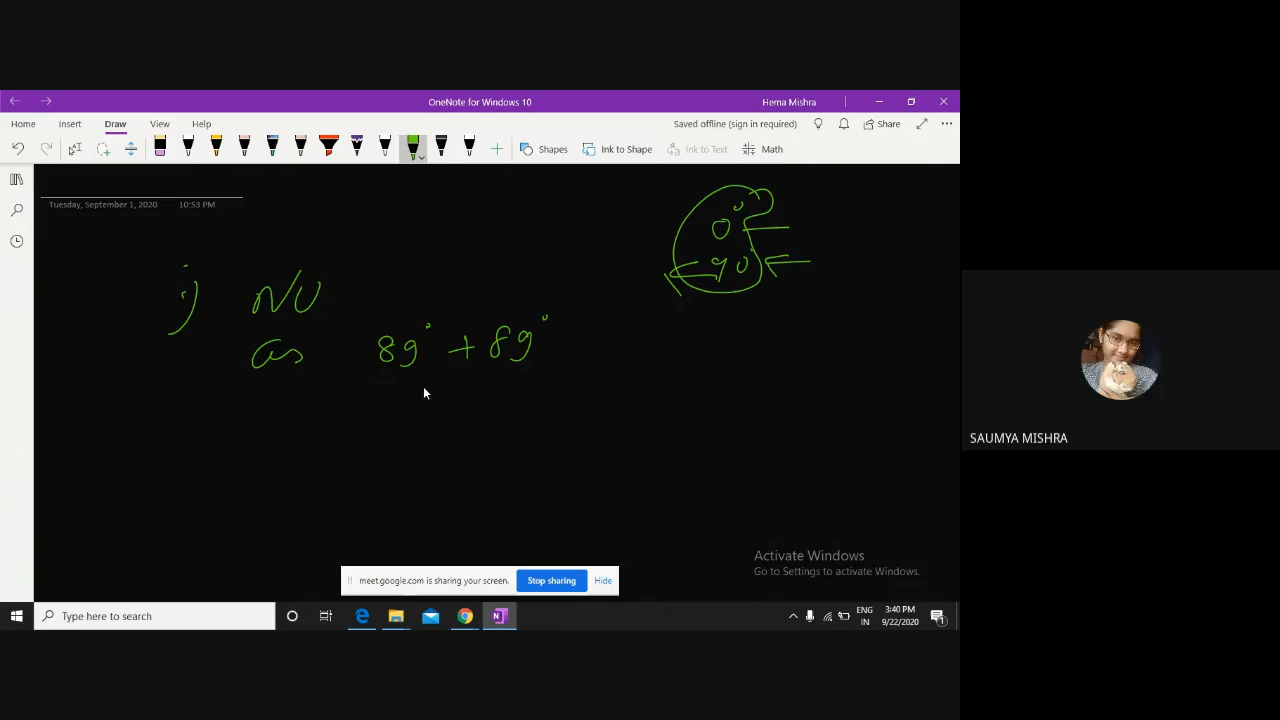 OneNote for Windows 10
Hema Mishra
Home Insert Draw View Help
Saved offline (sign in required) Share
Shapes Ink to Shape Ink to Text Math
Tuesday, September 1, 2020 10:53 PM
0°
90°
i) NO
as 89° + 89°
SAUMYA MISHRA
Activate Windows
Go to Settings to activate Windows.
meet.google.com is sharing your screen. Stop sharing Hide
Type here to search
ENG 3:40 PM
IN 9/22/2020
1